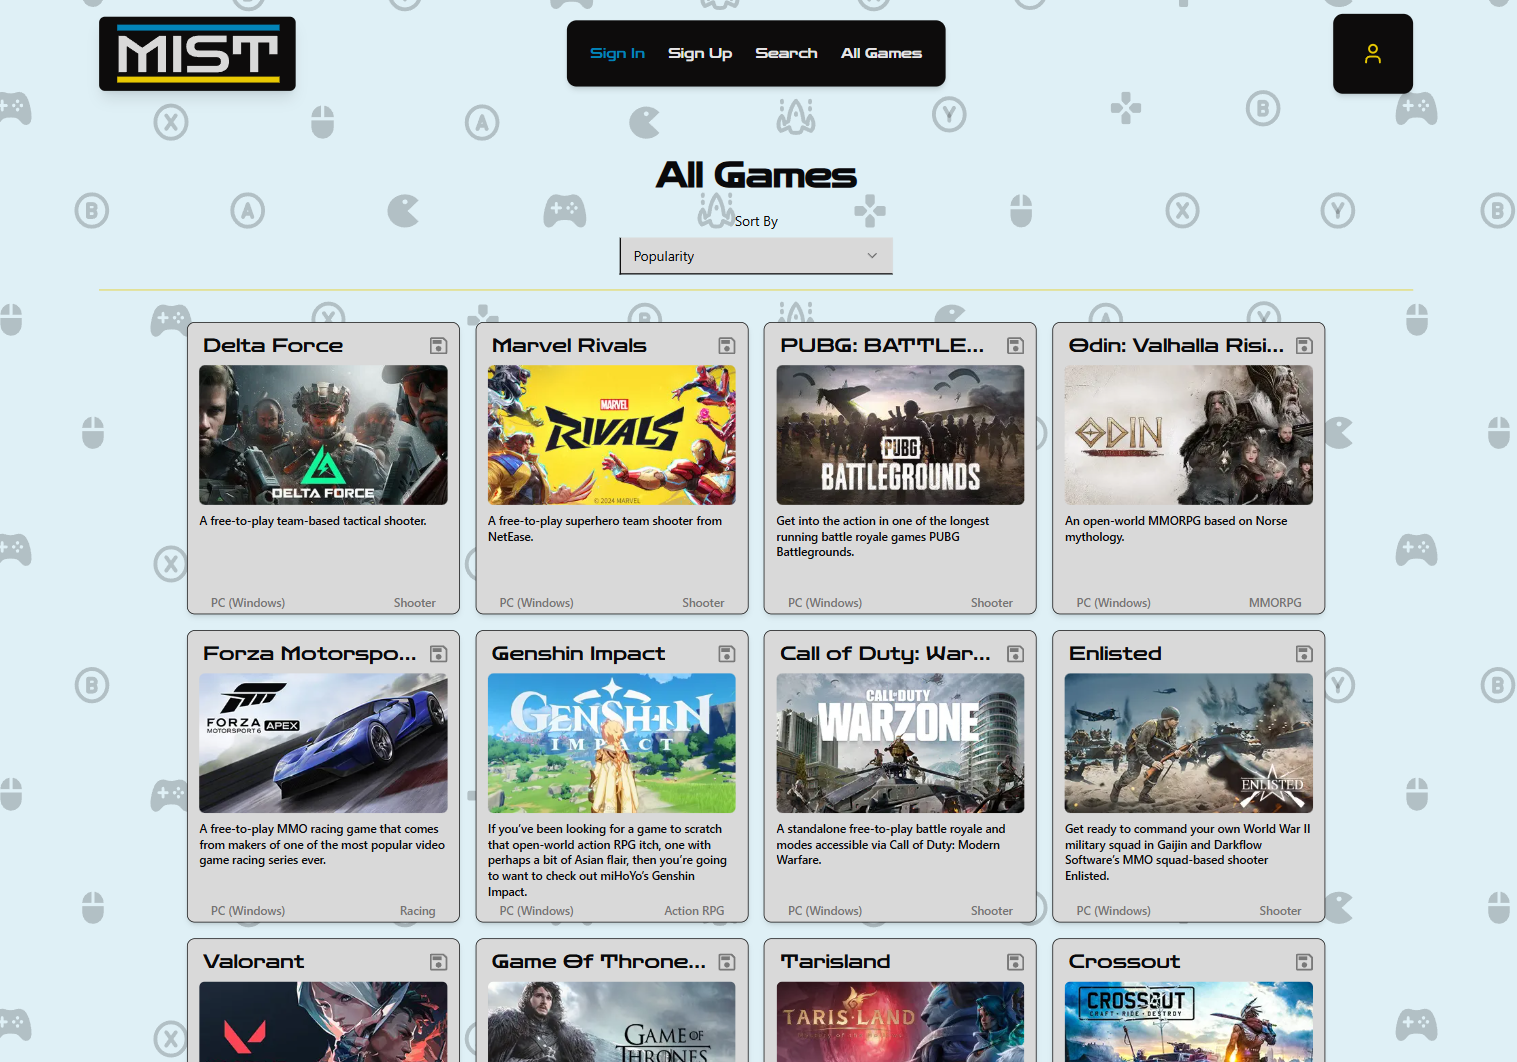 MIST
Sign In Sign Up Search All Games
All Games
Sort By
Popularity
Delta Force
Marvel Rivals
PUBG: BATTLE...
Odin: Valhalla Risi...
DELTA FORCE
MARVEL
RIVALS
© 2024 MARVEL
PUBG
BATTLEGROUNDS
ODIN
A free-to-play team-based tactical shooter.
A free-to-play superhero team shooter from
NetEase.
Get into the action in one of the longest
running battle royale games PUBG
Battlegrounds.
An open-world MMORPG based on Norse
mythology.
PC (Windows) Shooter
PC (Windows) Shooter
PC (Windows) Shooter
PC (Windows) MMORPG
Forza Motorspo...
Genshin Impact
Call of Duty: War...
Enlisted
FORZA
MOTORSPORT 6 APEX
GENSHIN
IMPACT
CALL OF DUTY
WARZONE
ENLISTED
A free-to-play MMO racing game that comes
from makers of one of the most popular video
game racing series ever.
If you’ve been looking for a game to scratch
that open-world action RPG itch, one with
perhaps a bit of Asian flair, then you’re going
to want to check out miHoYo’s Genshin
Impact.
A standalone free-to-play battle royale and
modes accessible via Call of Duty: Modern
Warfare.
Get ready to command your own World War II
military squad in Gaijin and Darkflow
Software’s MMO squad-based shooter
Enlisted.
PC (Windows) Racing
PC (Windows) Action RPG
PC (Windows) Shooter
PC (Windows) Shooter
Valorant
Game Of Throne...
Tarisland
Crossout
GAME OF
THRONES
TARISLAND
CROSSOUT
CRAFT · RIDE · DESTROY